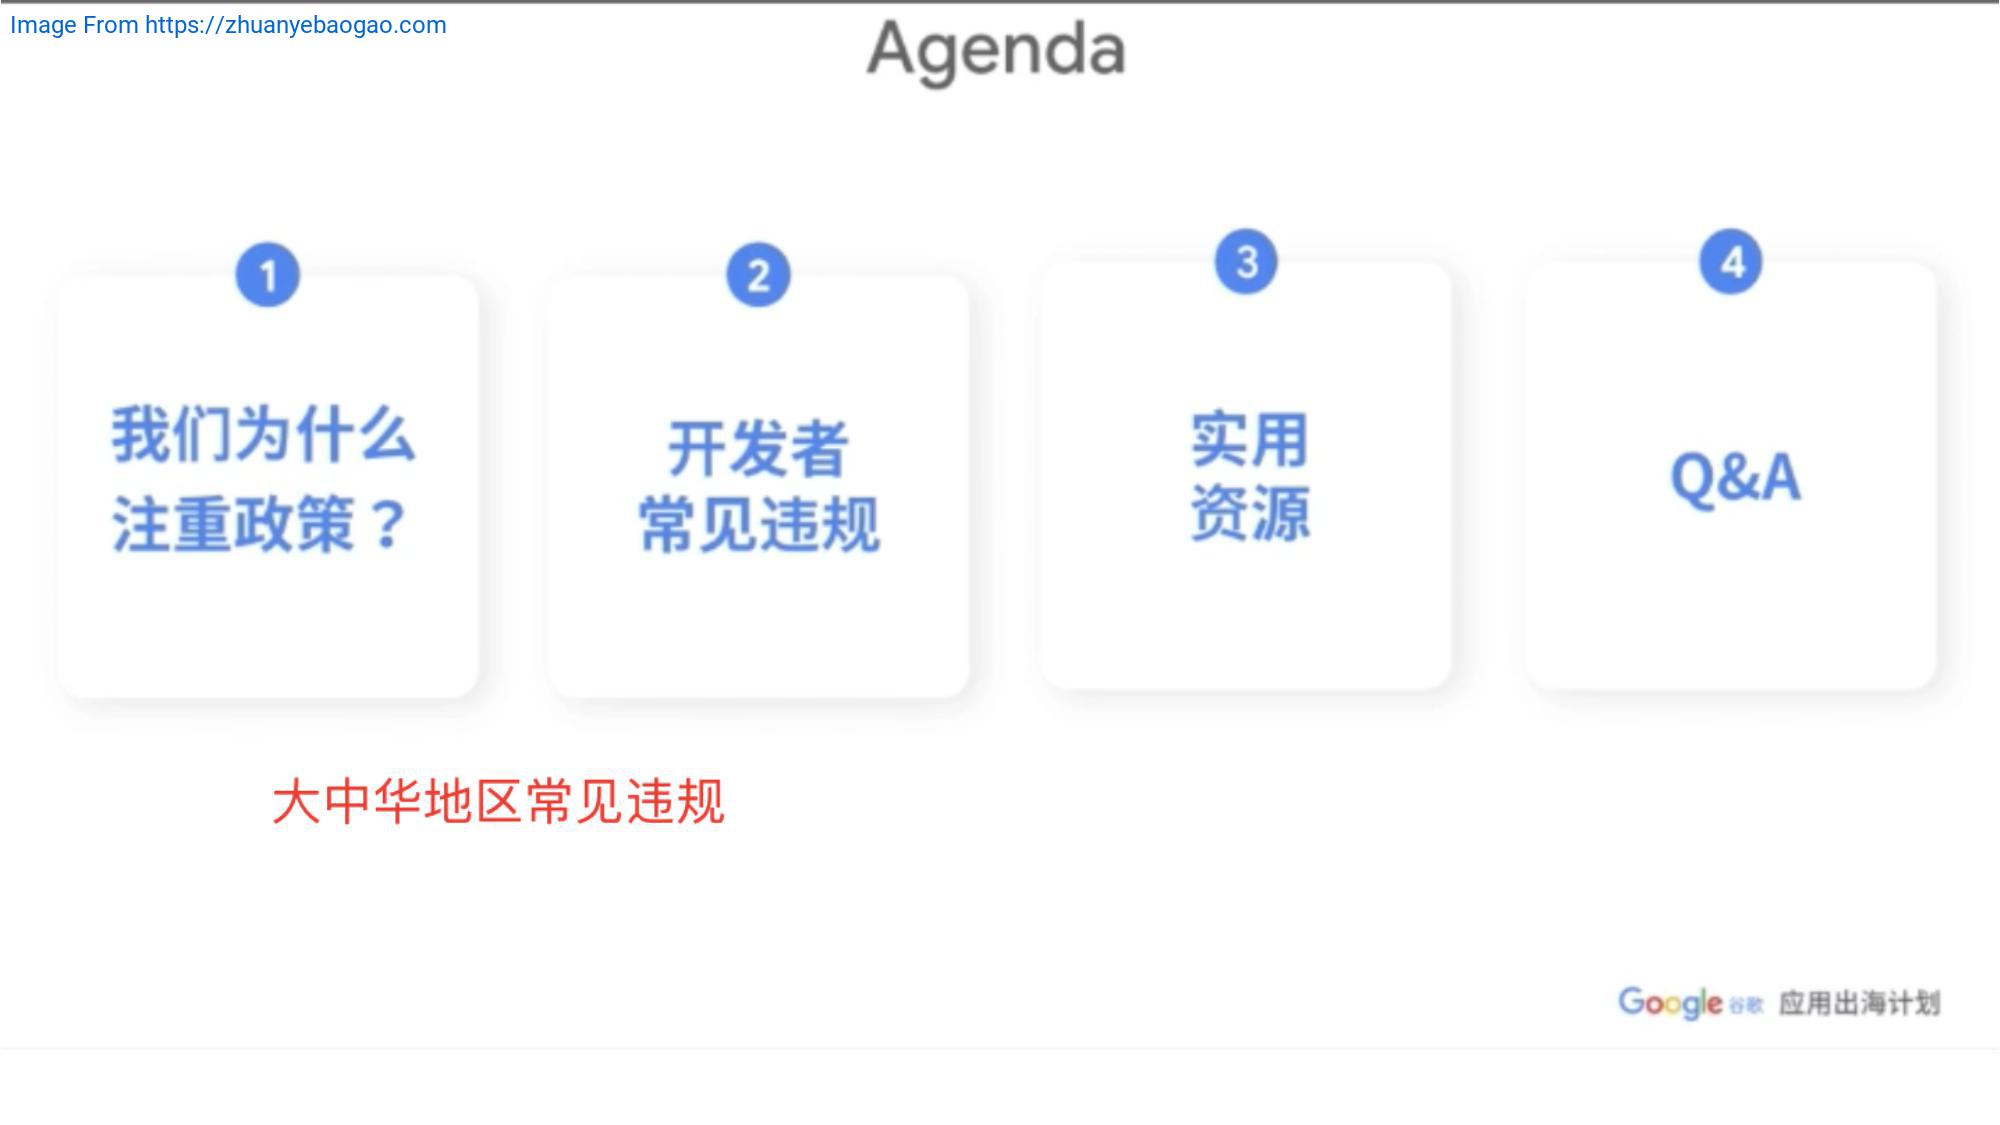 Image From https://zhuanyebaogao.com
Agenda
1
我们为什么
注重政策？
2
开发者
常见违规
3
实用
资源
4
Q&A
大中华地区常见违规
Google 谷歌 应用出海计划